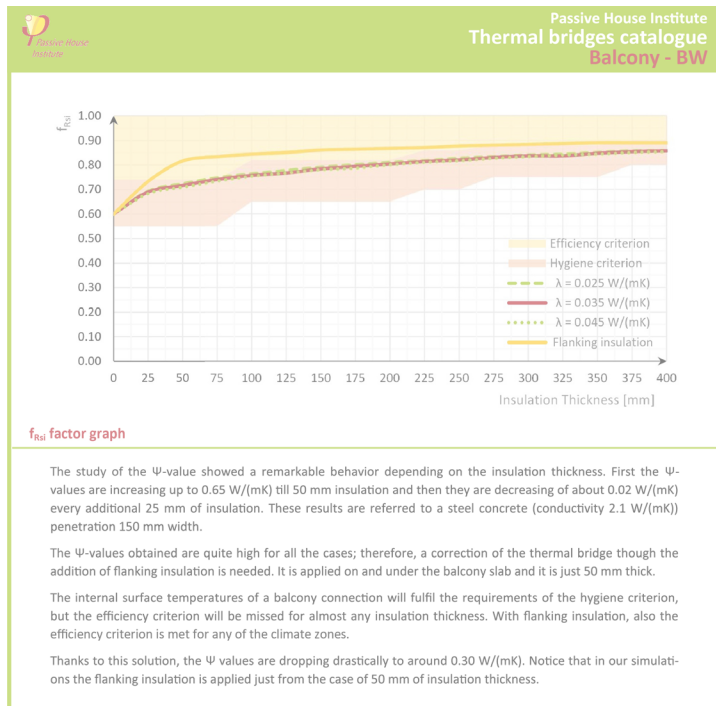 Passive House
Institute
Passive House Institute
Thermal bridges catalogue
Balcony - BW
fRsi
1.00
0.90
0.80
0.70
0.60
0.50
0.40
0.30
0.20
0.10
0.00
Efficiency criterion
Hygiene criterion
λ = 0.025 W/(mK)
λ = 0.035 W/(mK)
λ = 0.045 W/(mK)
Flanking insulation
0 25 50 75 100 125 150 175 200 225 250 275 300 325 350 375 400
Insulation Thickness [mm]
fRsi factor graph
The study of the Ψ-value showed a remarkable behavior depending on the insulation thickness. First the Ψ-
values are increasing up to 0.65 W/(mK) till 50 mm insulation and then they are decreasing of about 0.02 W/(mK)
every additional 25 mm of insulation. These results are referred to a steel concrete (conductivity 2.1 W/(mK))
penetration 150 mm width.
The Ψ-values obtained are quite high for all the cases; therefore, a correction of the thermal bridge though the
addition of flanking insulation is needed. It is applied on and under the balcony slab and it is just 50 mm thick.
The internal surface temperatures of a balcony connection will fulfil the requirements of the hygiene criterion,
but the efficiency criterion will be missed for almost any insulation thickness. With flanking insulation, also the
efficiency criterion is met for any of the climate zones.
Thanks to this solution, the Ψ values are dropping drastically to around 0.30 W/(mK). Notice that in our simulati-
ons the flanking insulation is applied just from the case of 50 mm of insulation thickness.